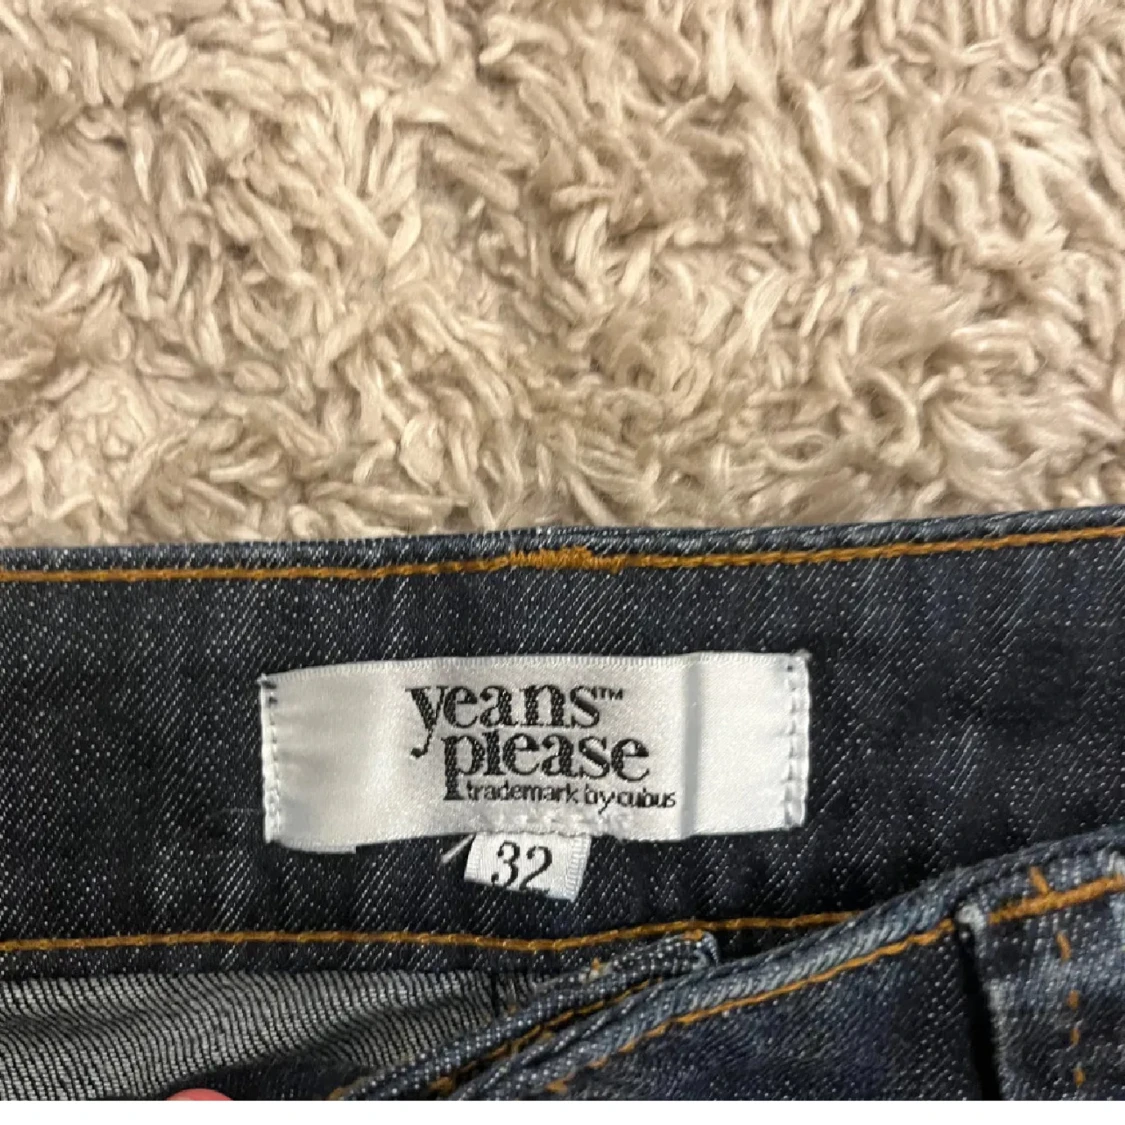 yeans™
please
trademark by cubus
32